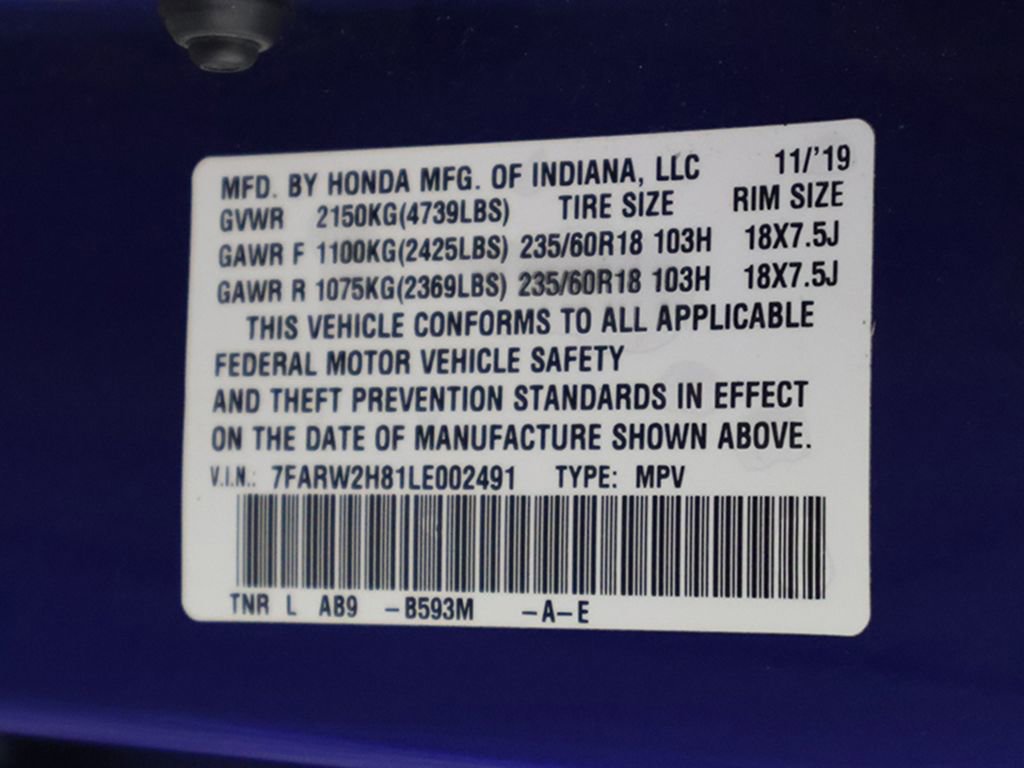 MFD. BY HONDA MFG. OF INDIANA, LLC 11/'19
GVWR 2150KG(4739LBS) TIRE SIZE RIM SIZE
GAWR F 1100KG(2425LBS) 235/60R18 103H 18X7.5J
GAWR R 1075KG(2369LBS) 235/60R18 103H 18X7.5J
THIS VEHICLE CONFORMS TO ALL APPLICABLE
FEDERAL MOTOR VEHICLE SAFETY
AND THEFT PREVENTION STANDARDS IN EFFECT
ON THE DATE OF MANUFACTURE SHOWN ABOVE.
V.I.N.: 7FARW2H81LE002491 TYPE: MPV
TNR L AB9 -B593M -A-E